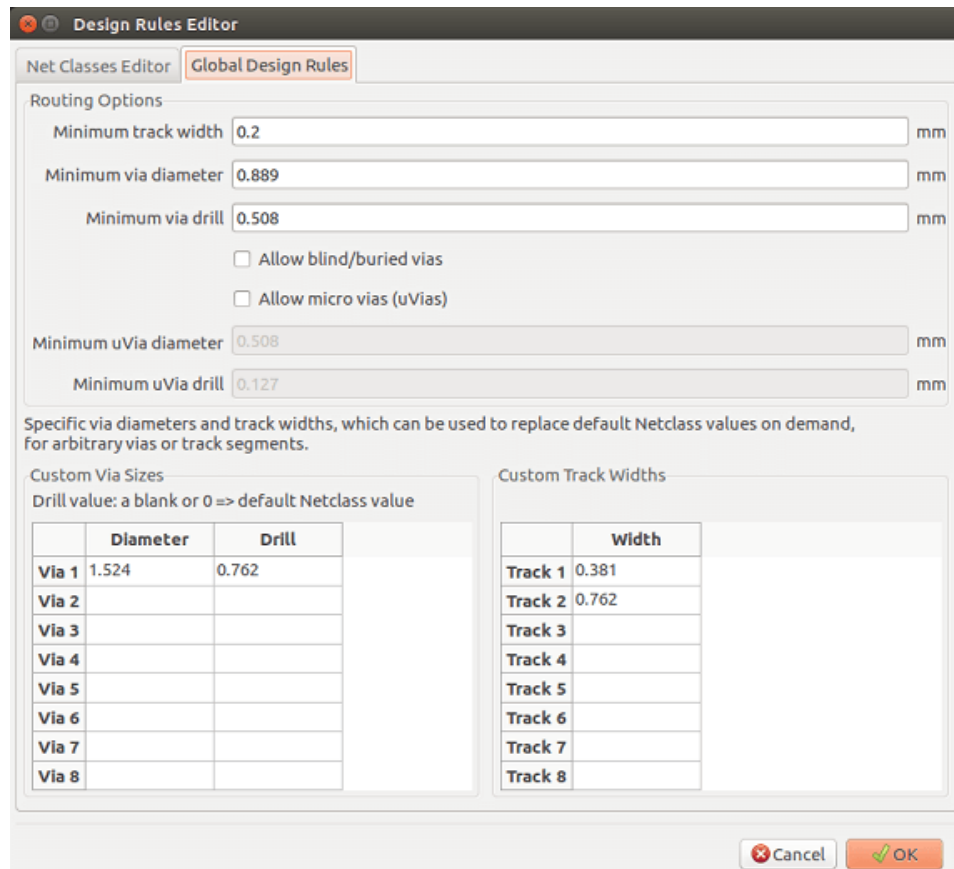 Design Rules Editor
Net Classes Editor Global Design Rules
Routing Options
Minimum track width 0.2 mm
Minimum via diameter 0.889 mm
Minimum via drill 0.508 mm
Allow blind/buried vias
Allow micro vias (uVias)
Minimum uVia diameter 0.508 mm
Minimum uVia drill 0.127 mm
Specific via diameters and track widths, which can be used to replace default Netclass values on demand,
for arbitrary vias or track segments.
Custom Via Sizes
Drill value: a blank or 0 => default Netclass value
Diameter Drill
Via 1 1.524 0.762
Via 2
Via 3
Via 4
Via 5
Via 6
Via 7
Via 8
Custom Track Widths
Width
Track 1 0.381
Track 2 0.762
Track 3
Track 4
Track 5
Track 6
Track 7
Track 8
Cancel OK